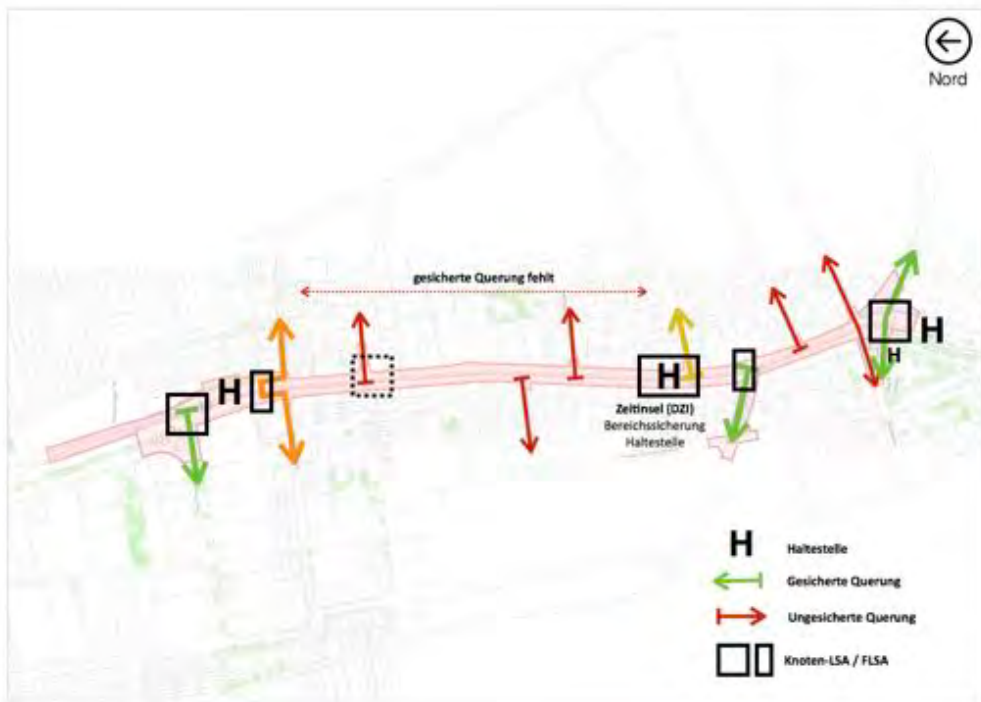 Nord
gesicherte Querung fehlt
H
H
H
H
Zeitinsel (DZI)
Bereichssicherung
Haltestelle
H Haltestelle
Gesicherte Querung
Ungesicherte Querung
Knoten-LSA / FLSA